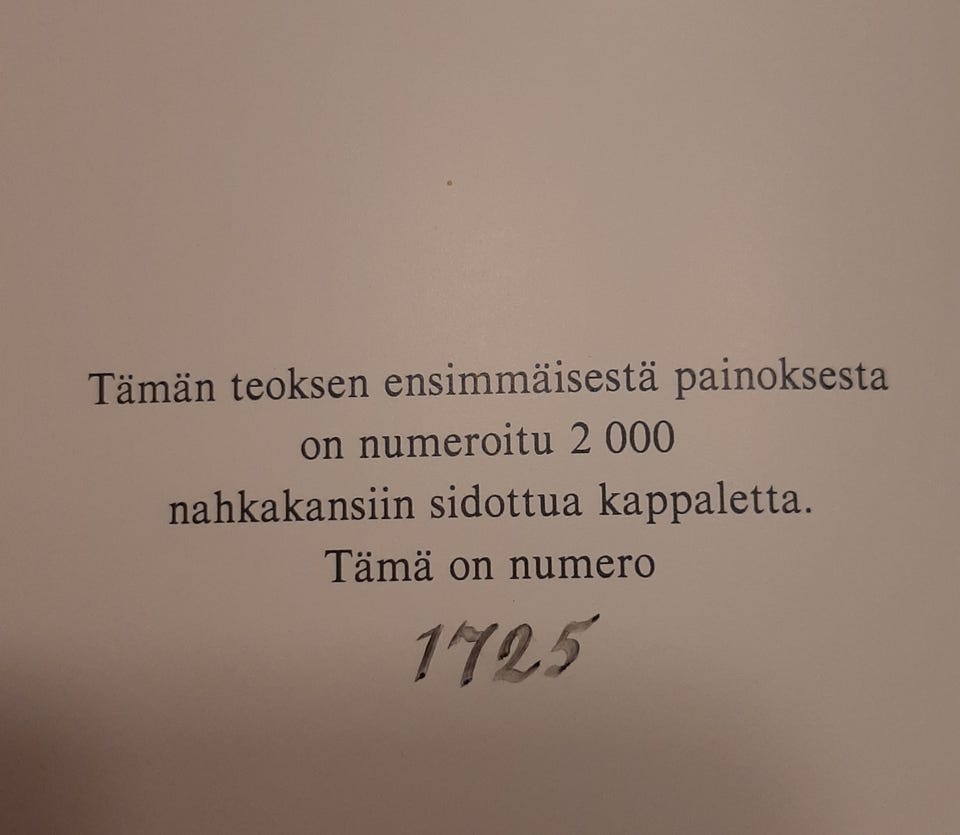 Tämän teoksen ensimmäisestä painoksesta
on numeroitu 2 000
nahkakansiin sidottua kappaletta.
Tämä on numero
1725